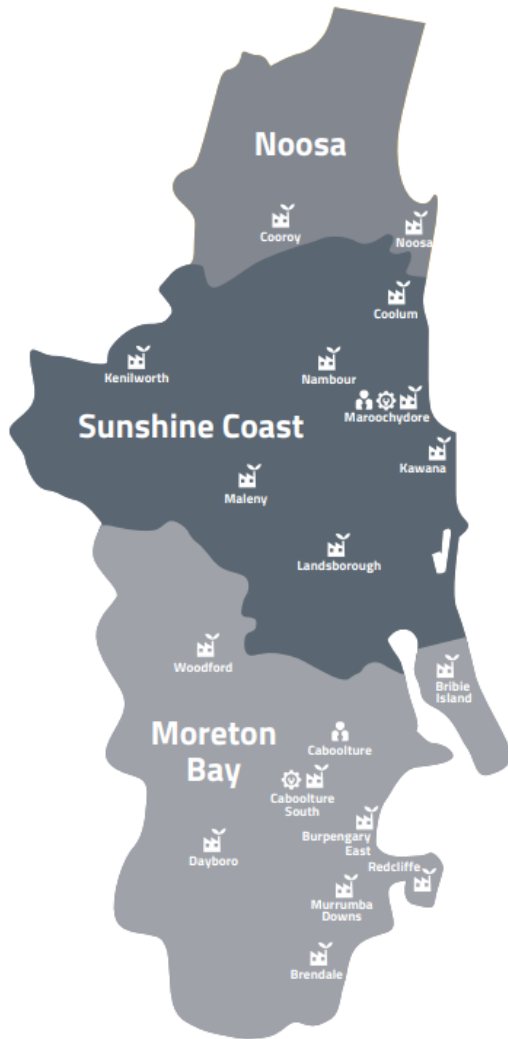 Noosa
Cooroy
Noosa
Coolum
Kenilworth
Nambour
Maroochydore
Sunshine Coast
Kawana
Maleny
Landsborough
Woodford
Bribie
Island
Moreton
Bay
Caboolture
Caboolture
South
Burpengary
East
Dayboro
Redcliffe
Murrumba
Downs
Brendale